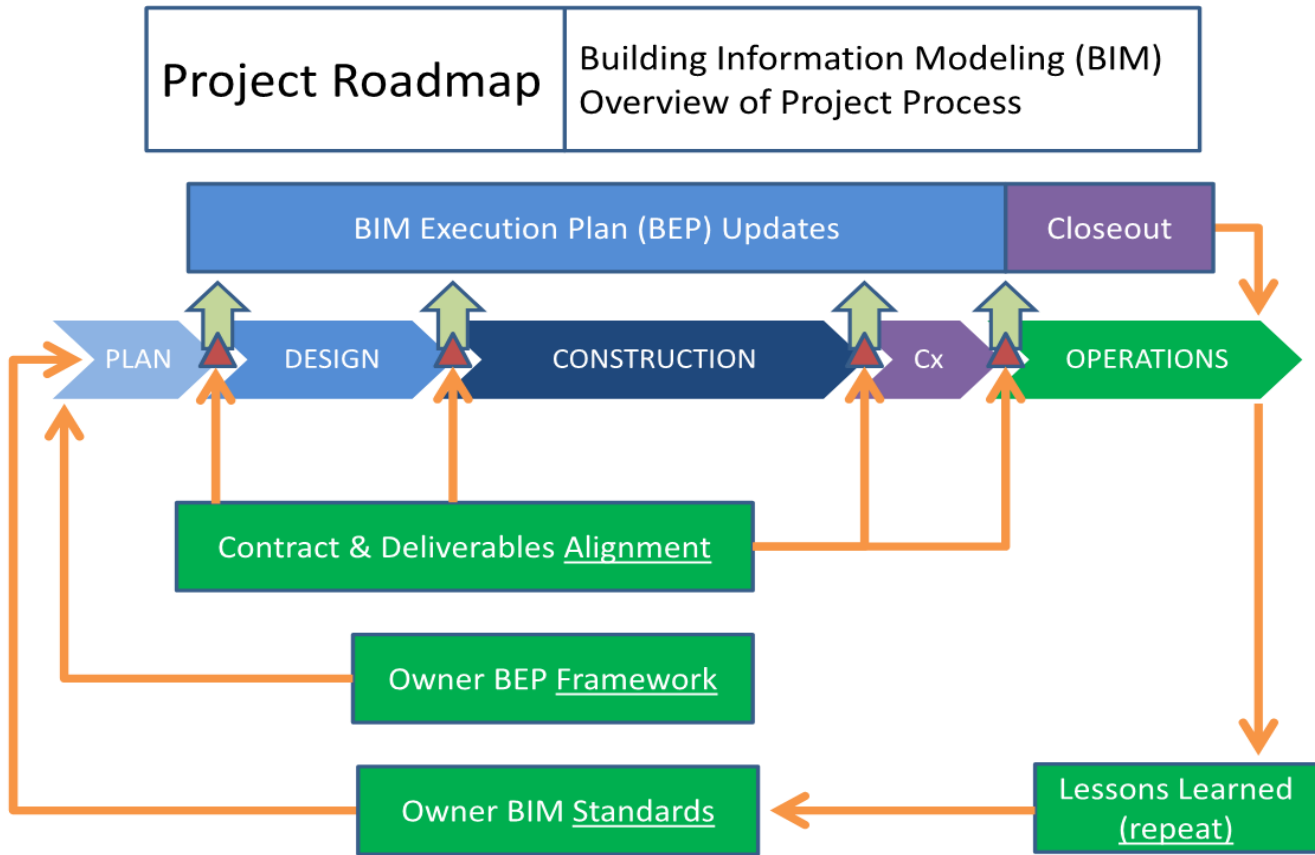 Project Roadmap
Building Information Modeling (BIM)
Overview of Project Process
BIM Execution Plan (BEP) Updates
Closeout
PLAN
DESIGN
CONSTRUCTION
Cx
OPERATIONS
Contract & Deliverables Alignment
Owner BEP Framework
Owner BIM Standards
Lessons Learned
(repeat)